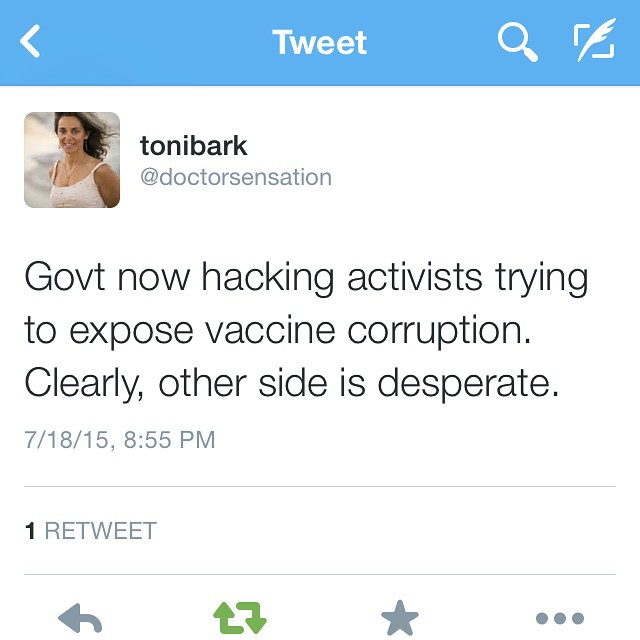 Tweet
tonibark
@doctorsensation
Govt now hacking activists trying
to expose vaccine corruption.
Clearly, other side is desperate.
7/18/15, 8:55 PM
1 RETWEET